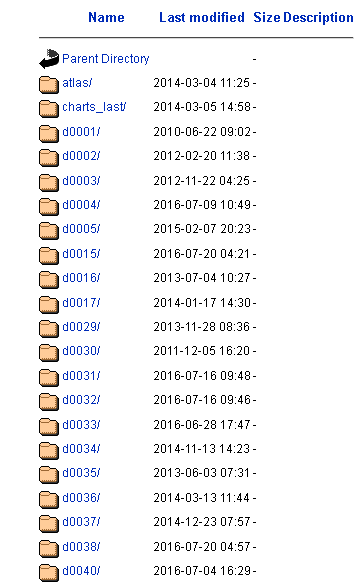 Name Last modified Size Description
Parent Directory -
atlas/ 2014-03-04 11:25 -
charts_last/ 2014-03-05 14:58 -
d0001/ 2010-06-22 09:02 -
d0002/ 2012-02-20 11:38 -
d0003/ 2012-11-22 04:25 -
d0004/ 2016-07-09 10:49 -
d0005/ 2015-02-07 20:23 -
d0015/ 2016-07-20 04:21 -
d0016/ 2013-07-04 10:27 -
d0017/ 2014-01-17 14:30 -
d0029/ 2013-11-28 08:36 -
d0030/ 2011-12-05 16:20 -
d0031/ 2016-07-16 09:48 -
d0032/ 2016-07-16 09:46 -
d0033/ 2016-06-28 17:47 -
d0034/ 2014-11-13 14:23 -
d0035/ 2013-06-03 07:31 -
d0036/ 2014-03-13 11:44 -
d0037/ 2014-12-23 07:57 -
d0038/ 2016-07-20 04:57 -
d0040/ 2016-07-04 16:29 -